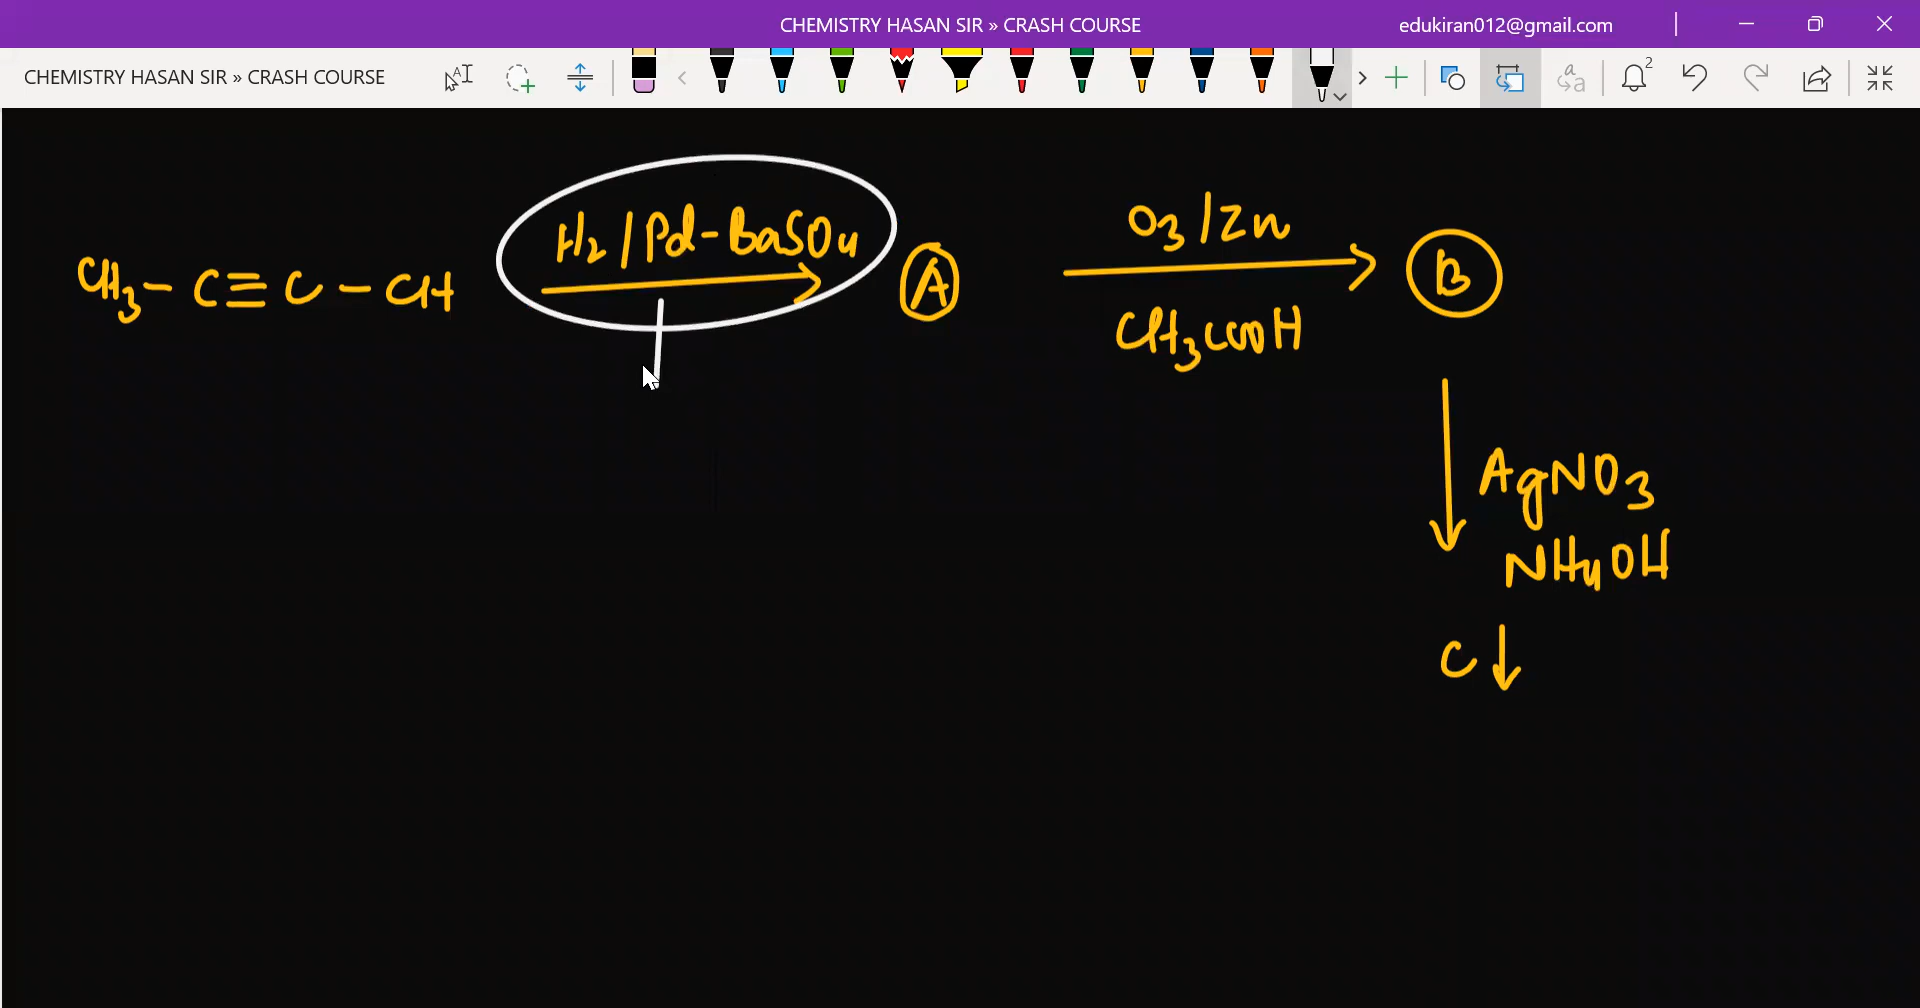 CHEMISTRY HASAN SIR » CRASH COURSE
edukiran012@gmail.com
CHEMISTRY HASAN SIR » CRASH COURSE
2
H₂/Pd-BaSO₄
O₃/Zn
CH₃-C≡C-CH
A
B
CH₃COOH
AgNO₃
NH₄OH
C↓